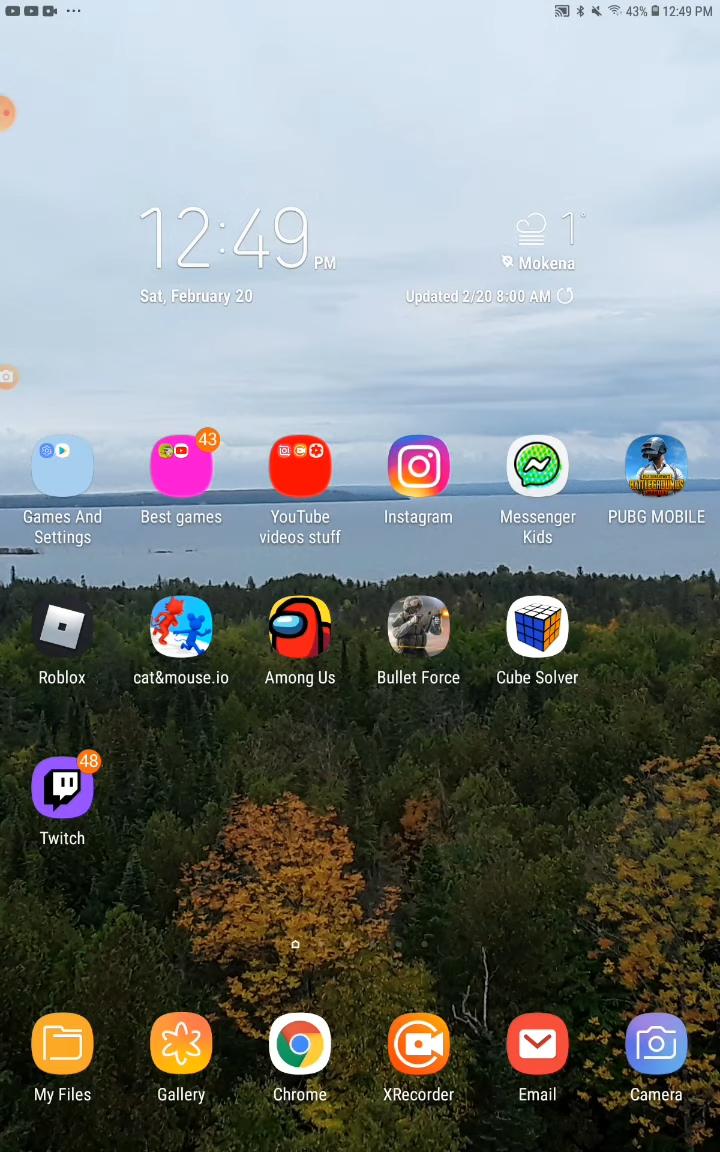 43% 12:49 PM
12:49 PM
1°
Mokena
Sat, February 20
Updated 2/20 8:00 AM
43
Games And Settings
Best games
YouTube videos stuff
Instagram
Messenger Kids
PUBG MOBILE
Roblox
cat&mouse.io
Among Us
Bullet Force
Cube Solver
48
Twitch
My Files
Gallery
Chrome
XRecorder
Email
Camera